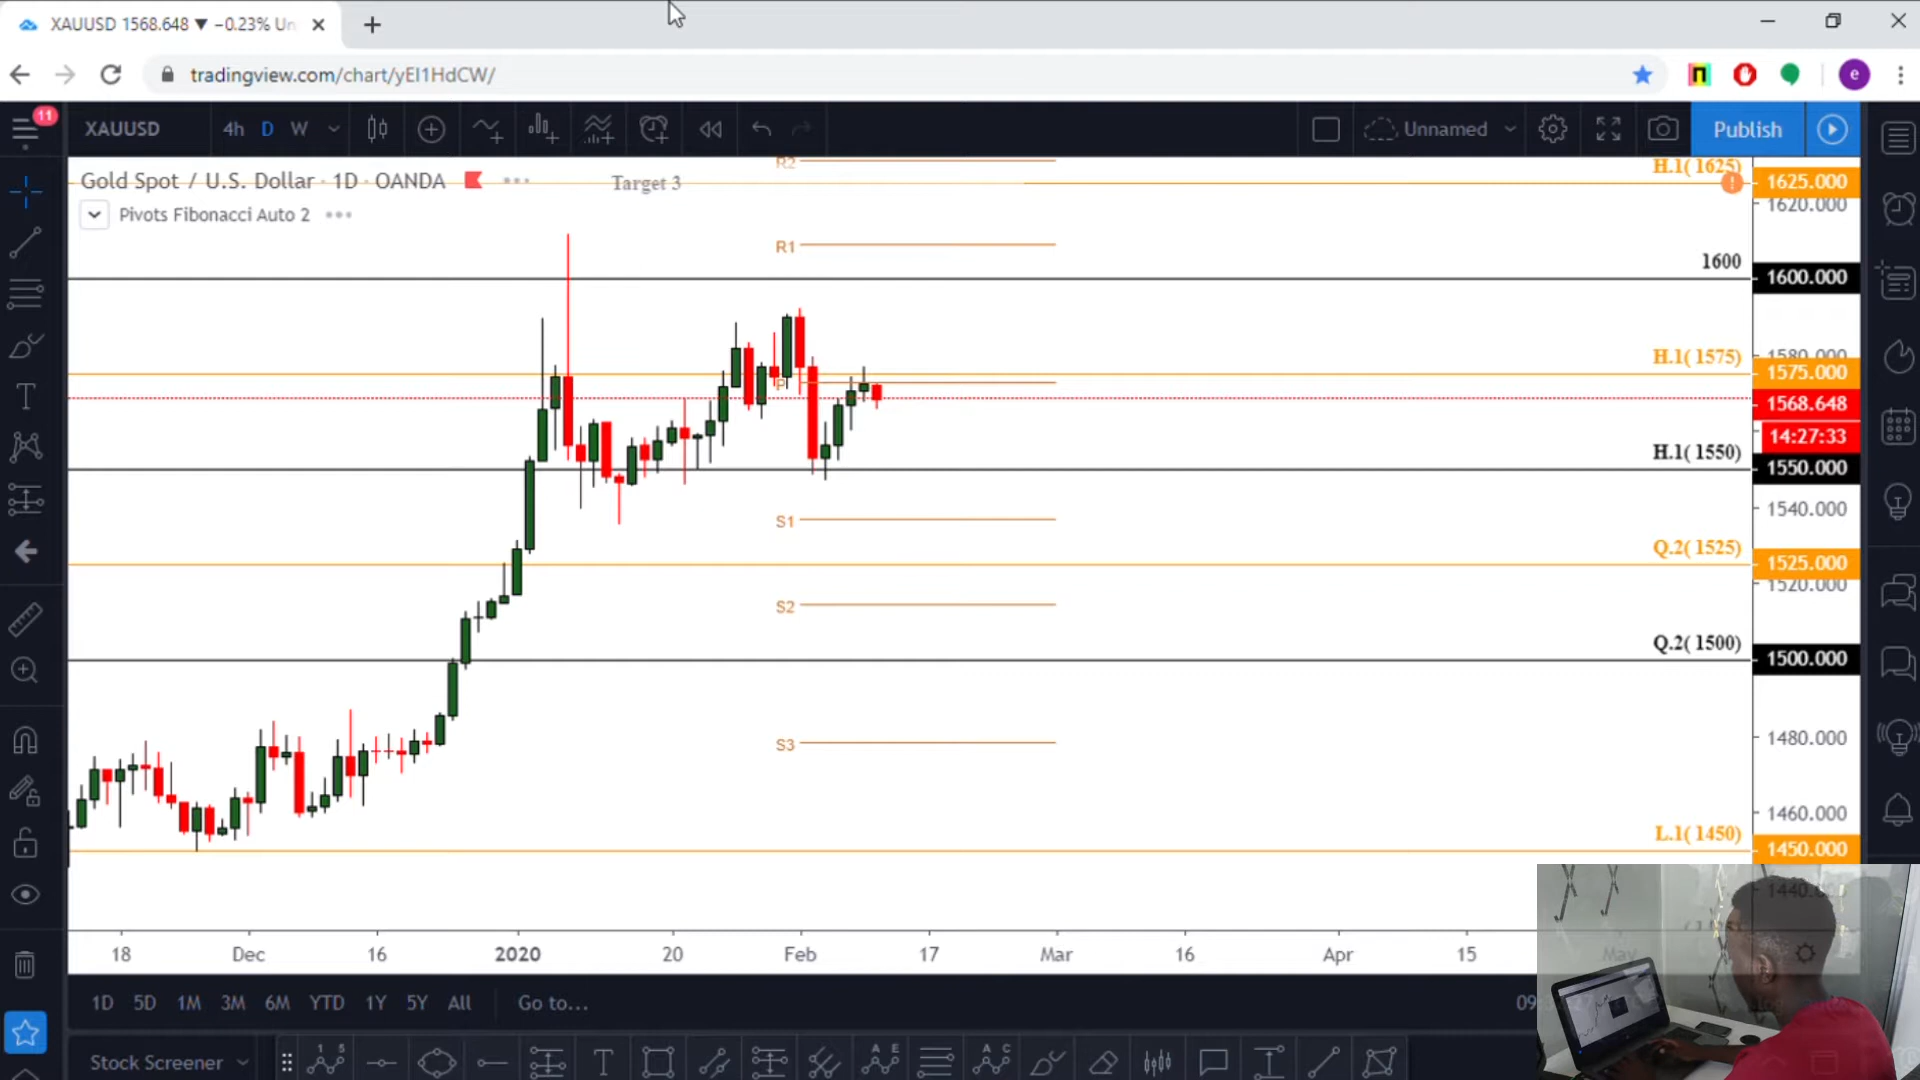 XAUUSD 1568.648 ▼ −0.23% Un
tradingview.com/chart/yEI1HdCW/
e
11
XAUUSD 4h D W Unnamed Publish
Gold Spot / U.S. Dollar · 1D · OANDA
Pivots Fibonacci Auto 2
Target 3
R2
H.1( 1625)
1625.000
1620.000
R1
1600
1600.000
1580.000
H.1( 1575)
1575.000
P
1568.648
14:27:33
H.1( 1550)
1550.000
1540.000
S1
Q.2( 1525)
1525.000
1520.000
S2
Q.2( 1500)
1500.000
S3
1480.000
1460.000
L.1( 1450)
1450.000
1440.0
18 Dec 16 2020 20 Feb 17 Mar 16 Apr 15 May
1D 5D 1M 3M 6M YTD 1Y 5Y All Go to...
Stock Screener